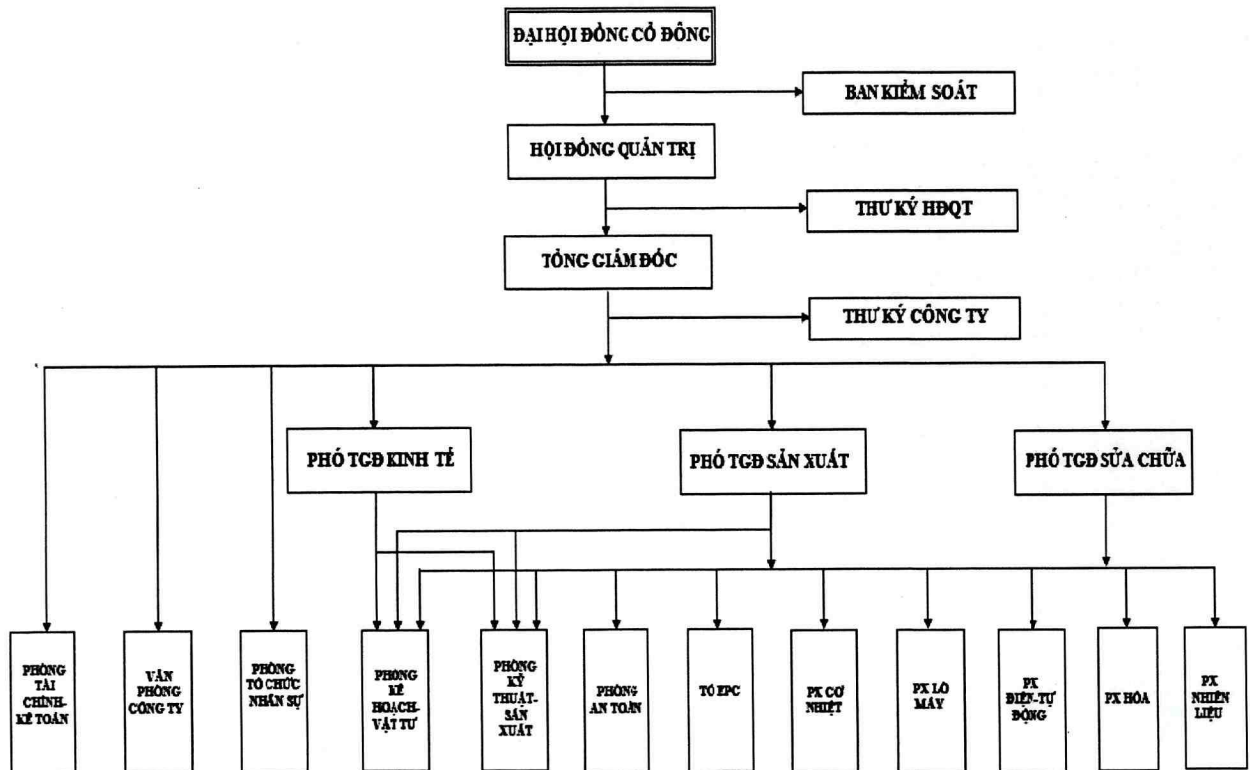 ĐẠI HỘI ĐỒNG CỔ ĐÔNG
BAN KIỂM SOÁT
HỘI ĐỒNG QUẢN TRỊ
THƯ KÝ HĐQT
TỔNG GIÁM ĐỐC
THƯ KÝ CÔNG TY
PHÓ TGĐ KINH TẾ
PHÓ TGĐ SẢN XUẤT
PHÓ TGĐ SỬA CHỮA
PHÒNG
TÀI
CHÍNH-
KẾ TOÁN
VĂN
PHÒNG
CÔNG TY
PHÒNG
TỔ CHỨC
NHÂN SỰ
PHÒNG
KẾ
HOẠCH-
VẬT TƯ
PHÒNG
KỸ
THUẬT-
SẢN
XUẤT
PHÒNG
AN TOÀN
TỔ EPC
PX CƠ
NHIỆT
PX LÒ
MÁY
PX
ĐIỆN-TỰ
ĐỘNG
PX HÓA
PX
NHIÊN
LIỆU